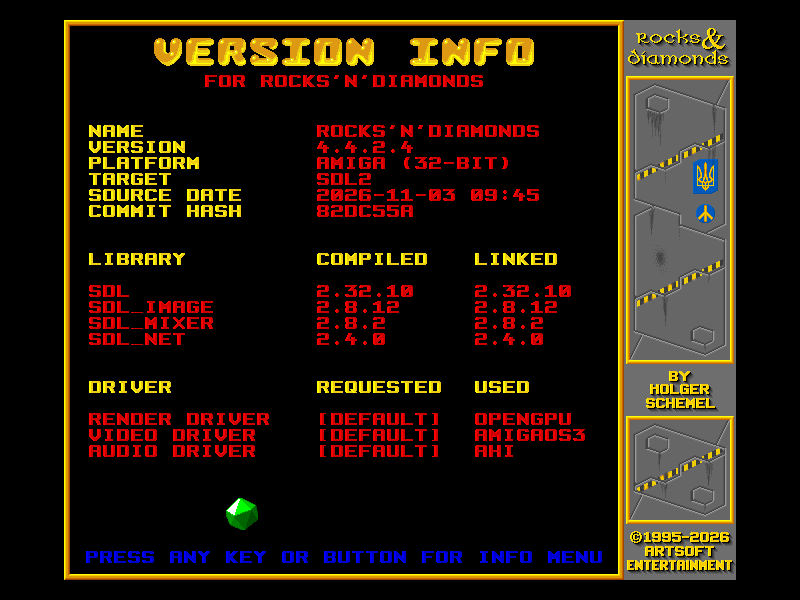 VERSION INFO
FOR ROCKS'N'DIAMONDS
NAME ROCKS'N'DIAMONDS
VERSION 4.4.2.4
PLATFORM AMIGA (32-BIT)
TARGET SDL2
SOURCE DATE 2026-11-03 09:45
COMMIT HASH 82DC55A
LIBRARY COMPILED LINKED
SDL 2.32.10 2.32.10
SDL_IMAGE 2.8.12 2.8.12
SDL_MIXER 2.8.2 2.8.2
SDL_NET 2.4.0 2.4.0
DRIVER REQUESTED USED
RENDER DRIVER [DEFAULT] OPENGPU
VIDEO DRIVER [DEFAULT] AMIGAOS3
AUDIO DRIVER [DEFAULT] AHI
PRESS ANY KEY OR BUTTON FOR INFO MENU
rocks&
diamonds
BY
HOLGER
SCHEMEL
©1995-2026
ARTSOFT
ENTERTAINMENT